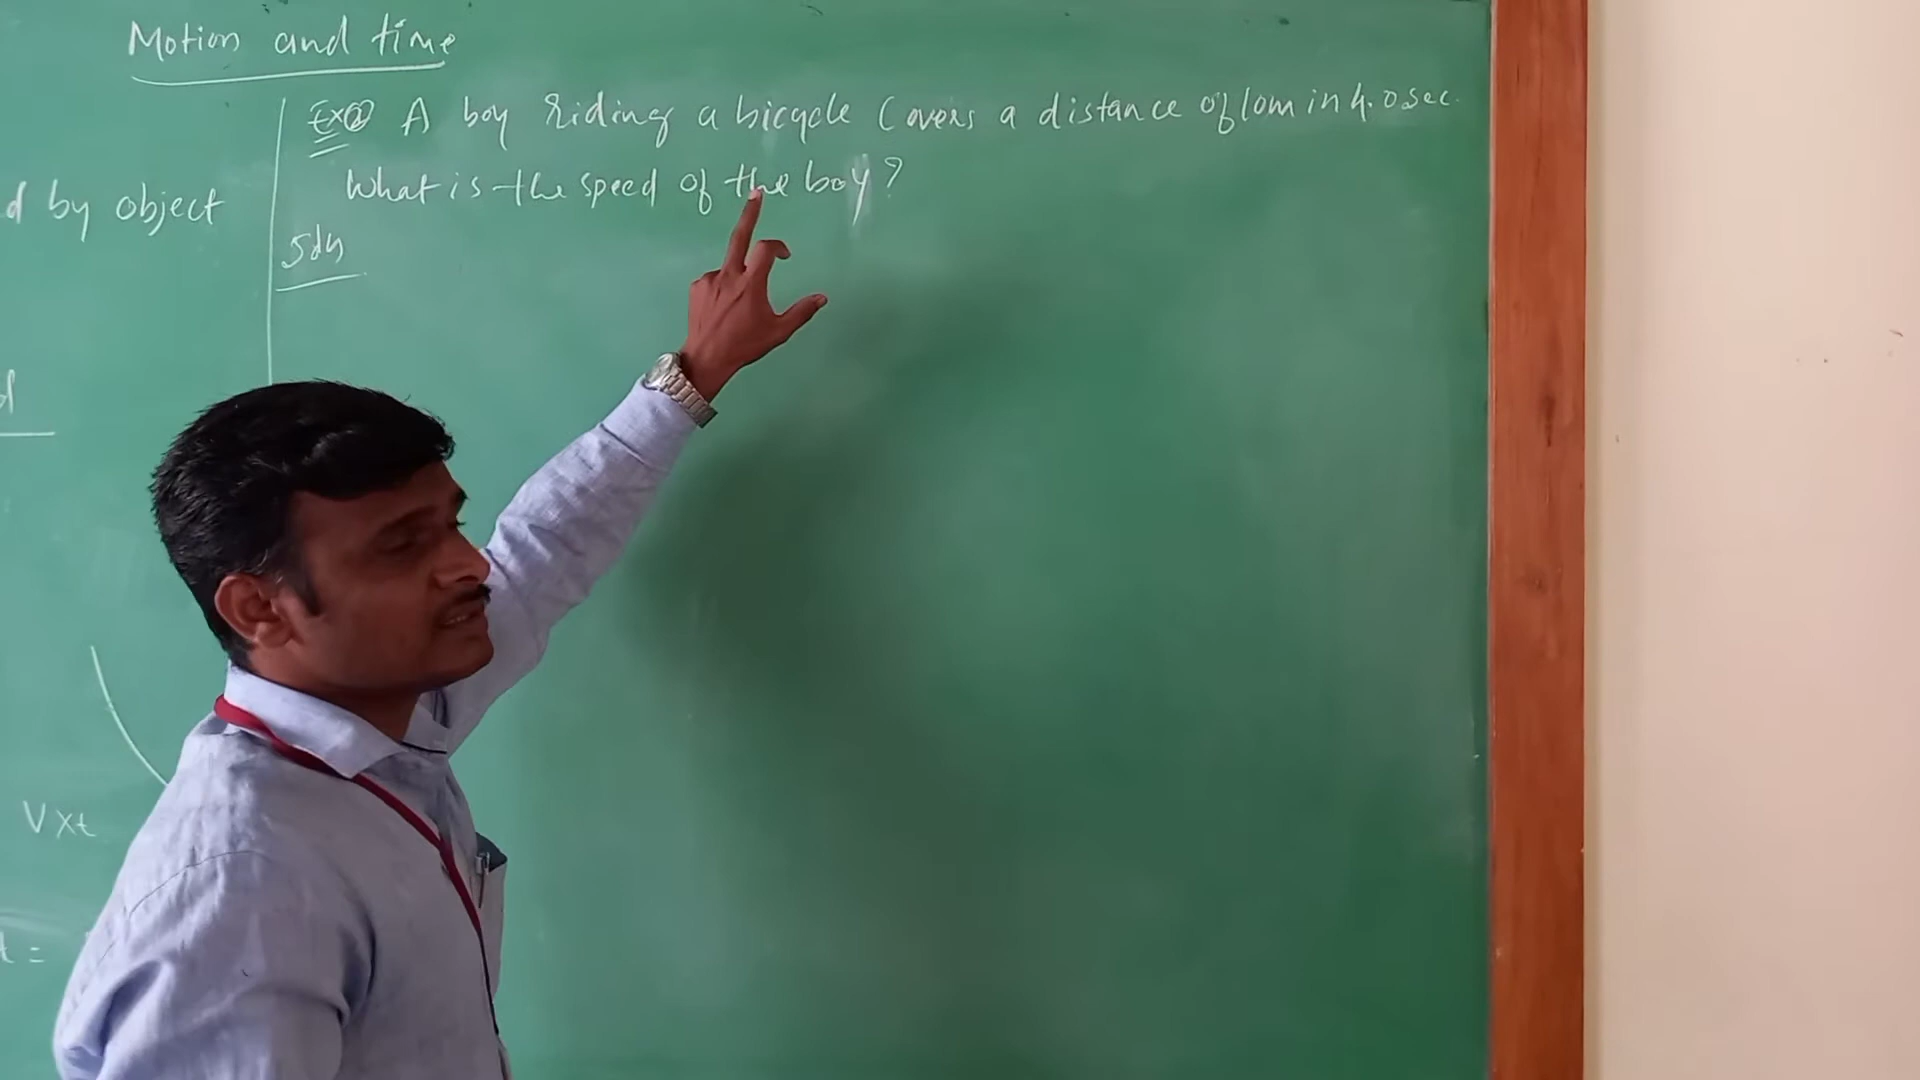 Motion and time
Ex② A boy riding a bicycle covers a distance of 10m in 4.0 sec.
What is the speed of the boy?
Soln
d by object
d
V×t
t =